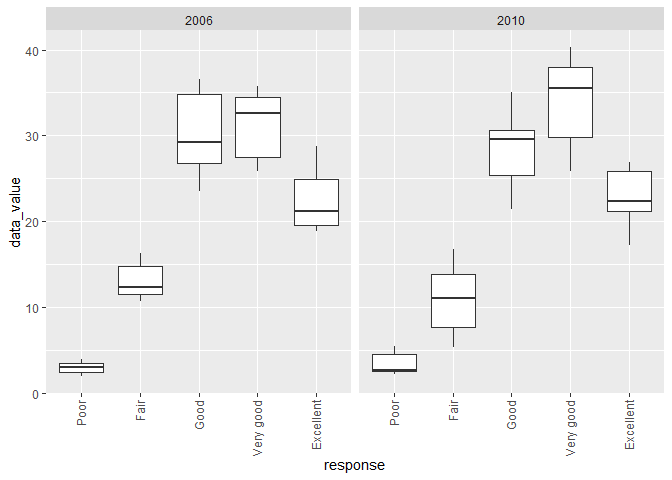 2006
2010
data_value
40
30
20
10
0
Poor
Fair
Good
Very good
Excellent
Poor
Fair
Good
Very good
Excellent
response